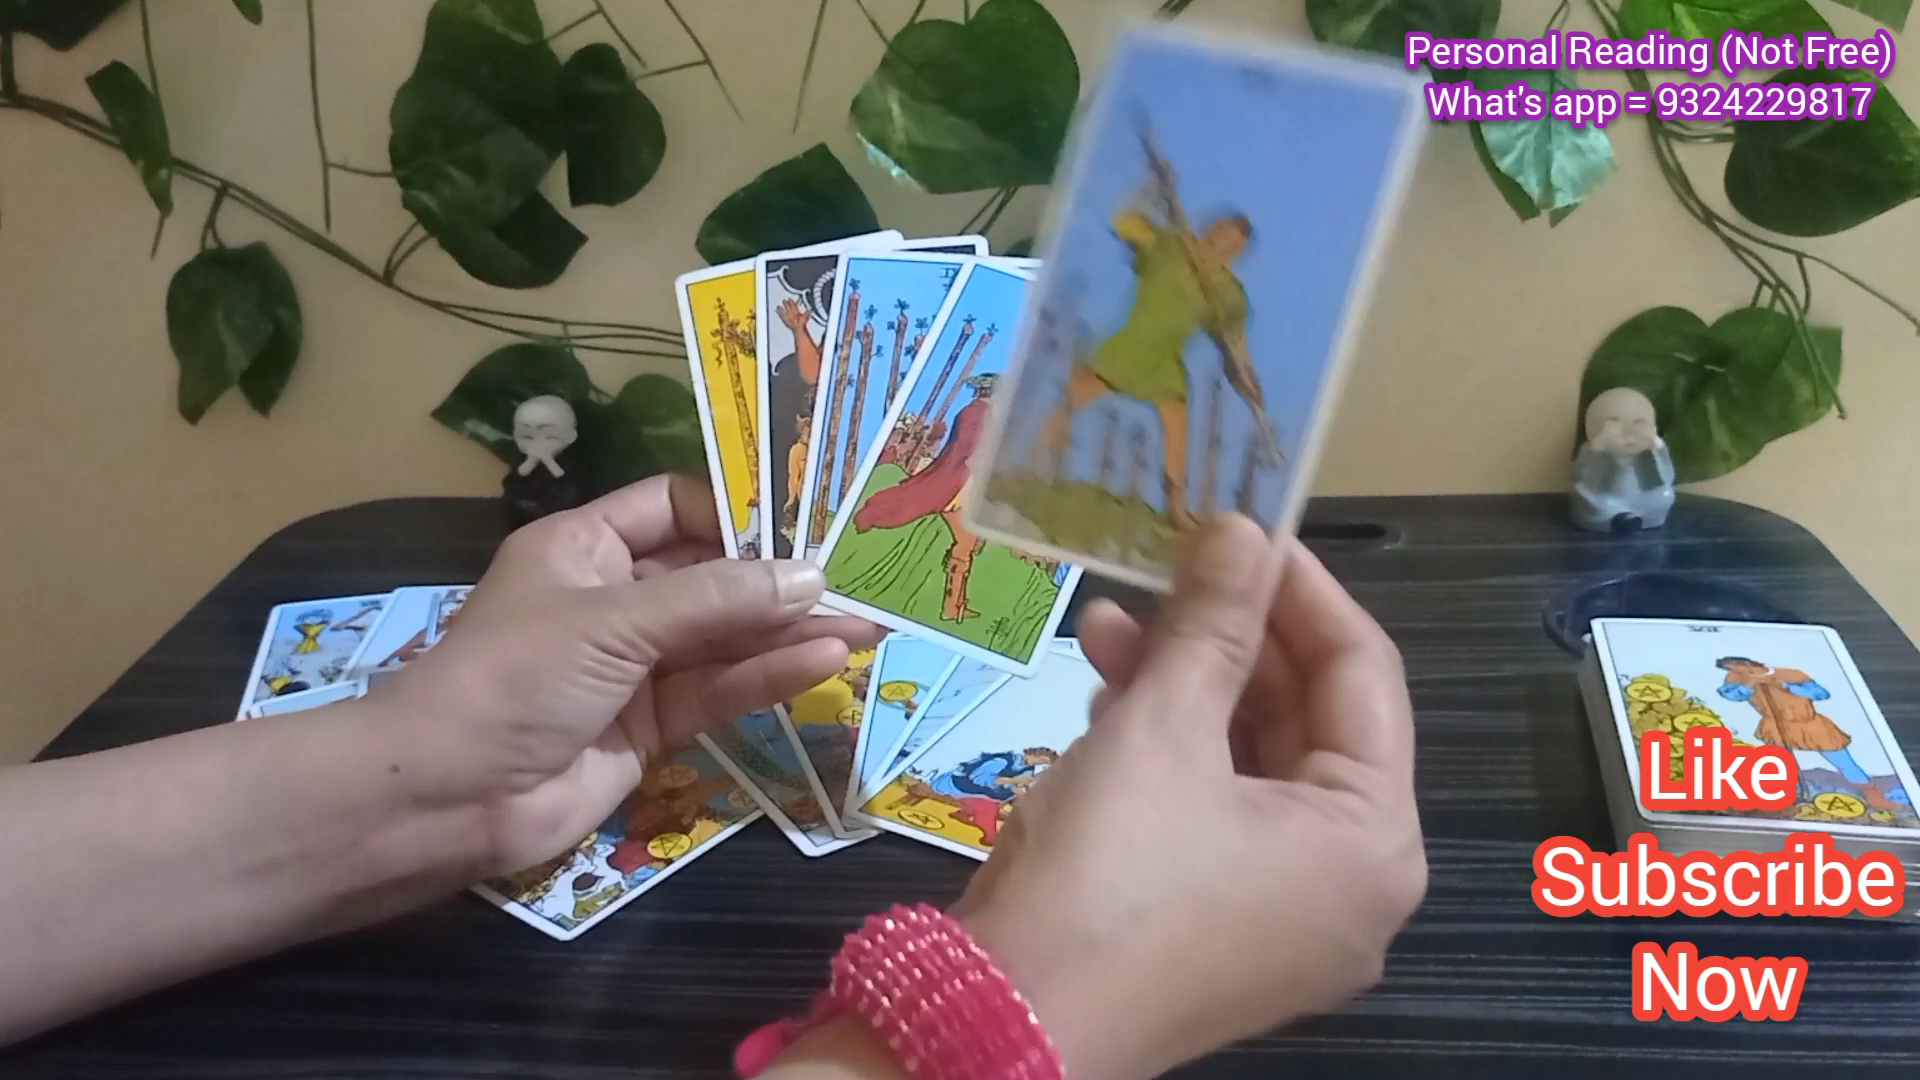 Personal Reading (Not Free)
What's app = 9324229817
Like
Subscribe
Now